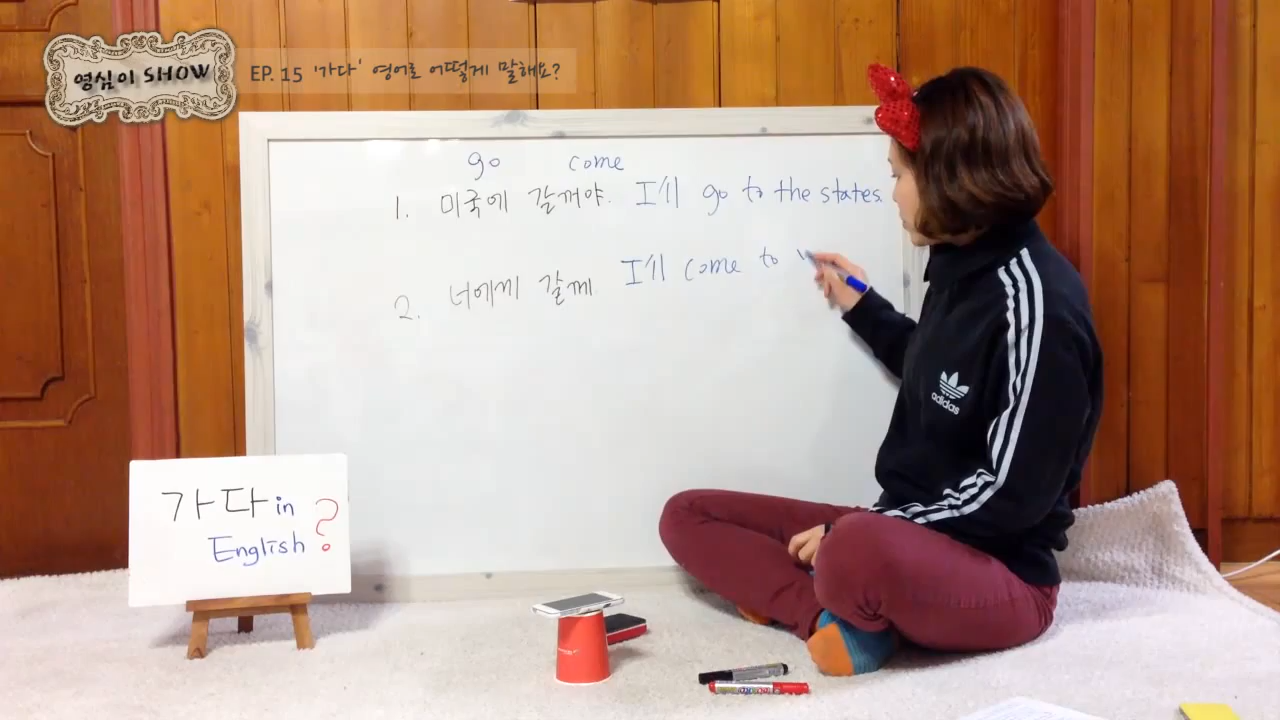 영심이 SHOW
EP. 15 '가다' 영어로 어떻게 말해요?
go come
1. 미국에 갈꺼야. I'll go to the states.
2. 너에게 갈께. I'll come to
adidas
가다 in
English ?